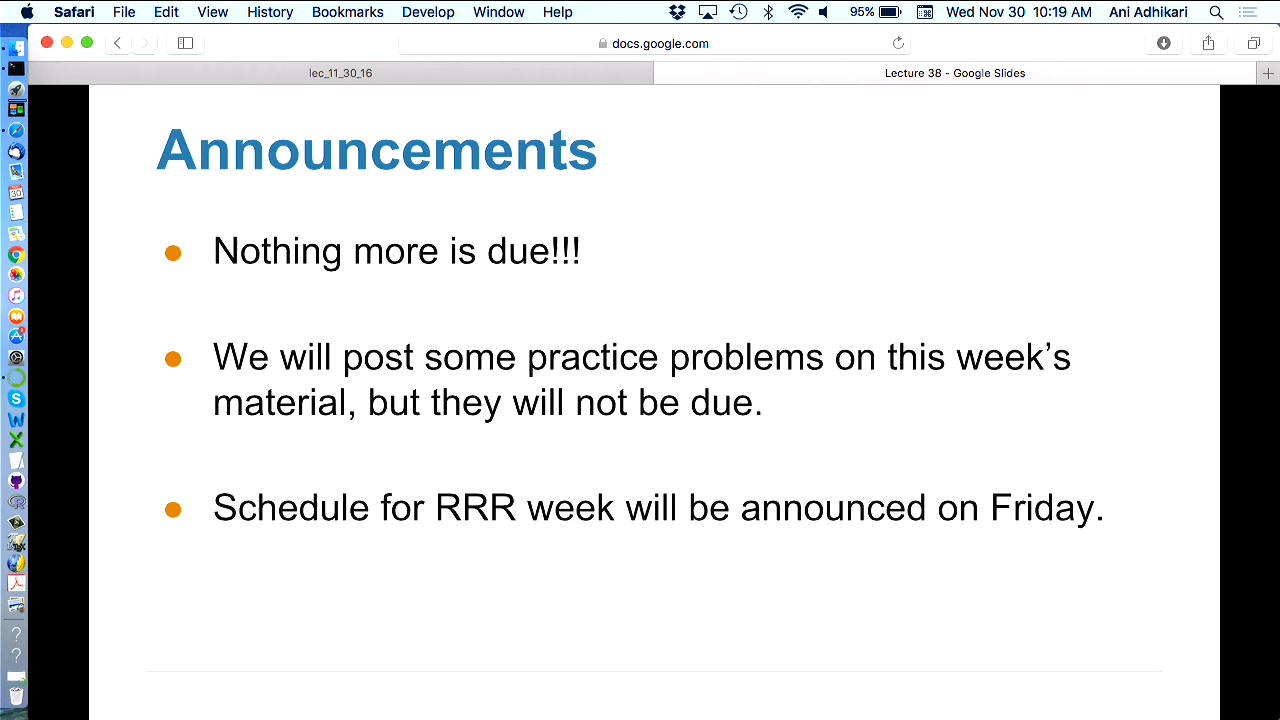 Safari File Edit View History Bookmarks Develop Window Help 95% Wed Nov 30 10:19 AM Ani Adhikari
docs.google.com
lec_11_30_16 Lecture 38 - Google Slides
Announcements
● Nothing more is due!!!
● We will post some practice problems on this week’s
material, but they will not be due.
● Schedule for RRR week will be announced on Friday.